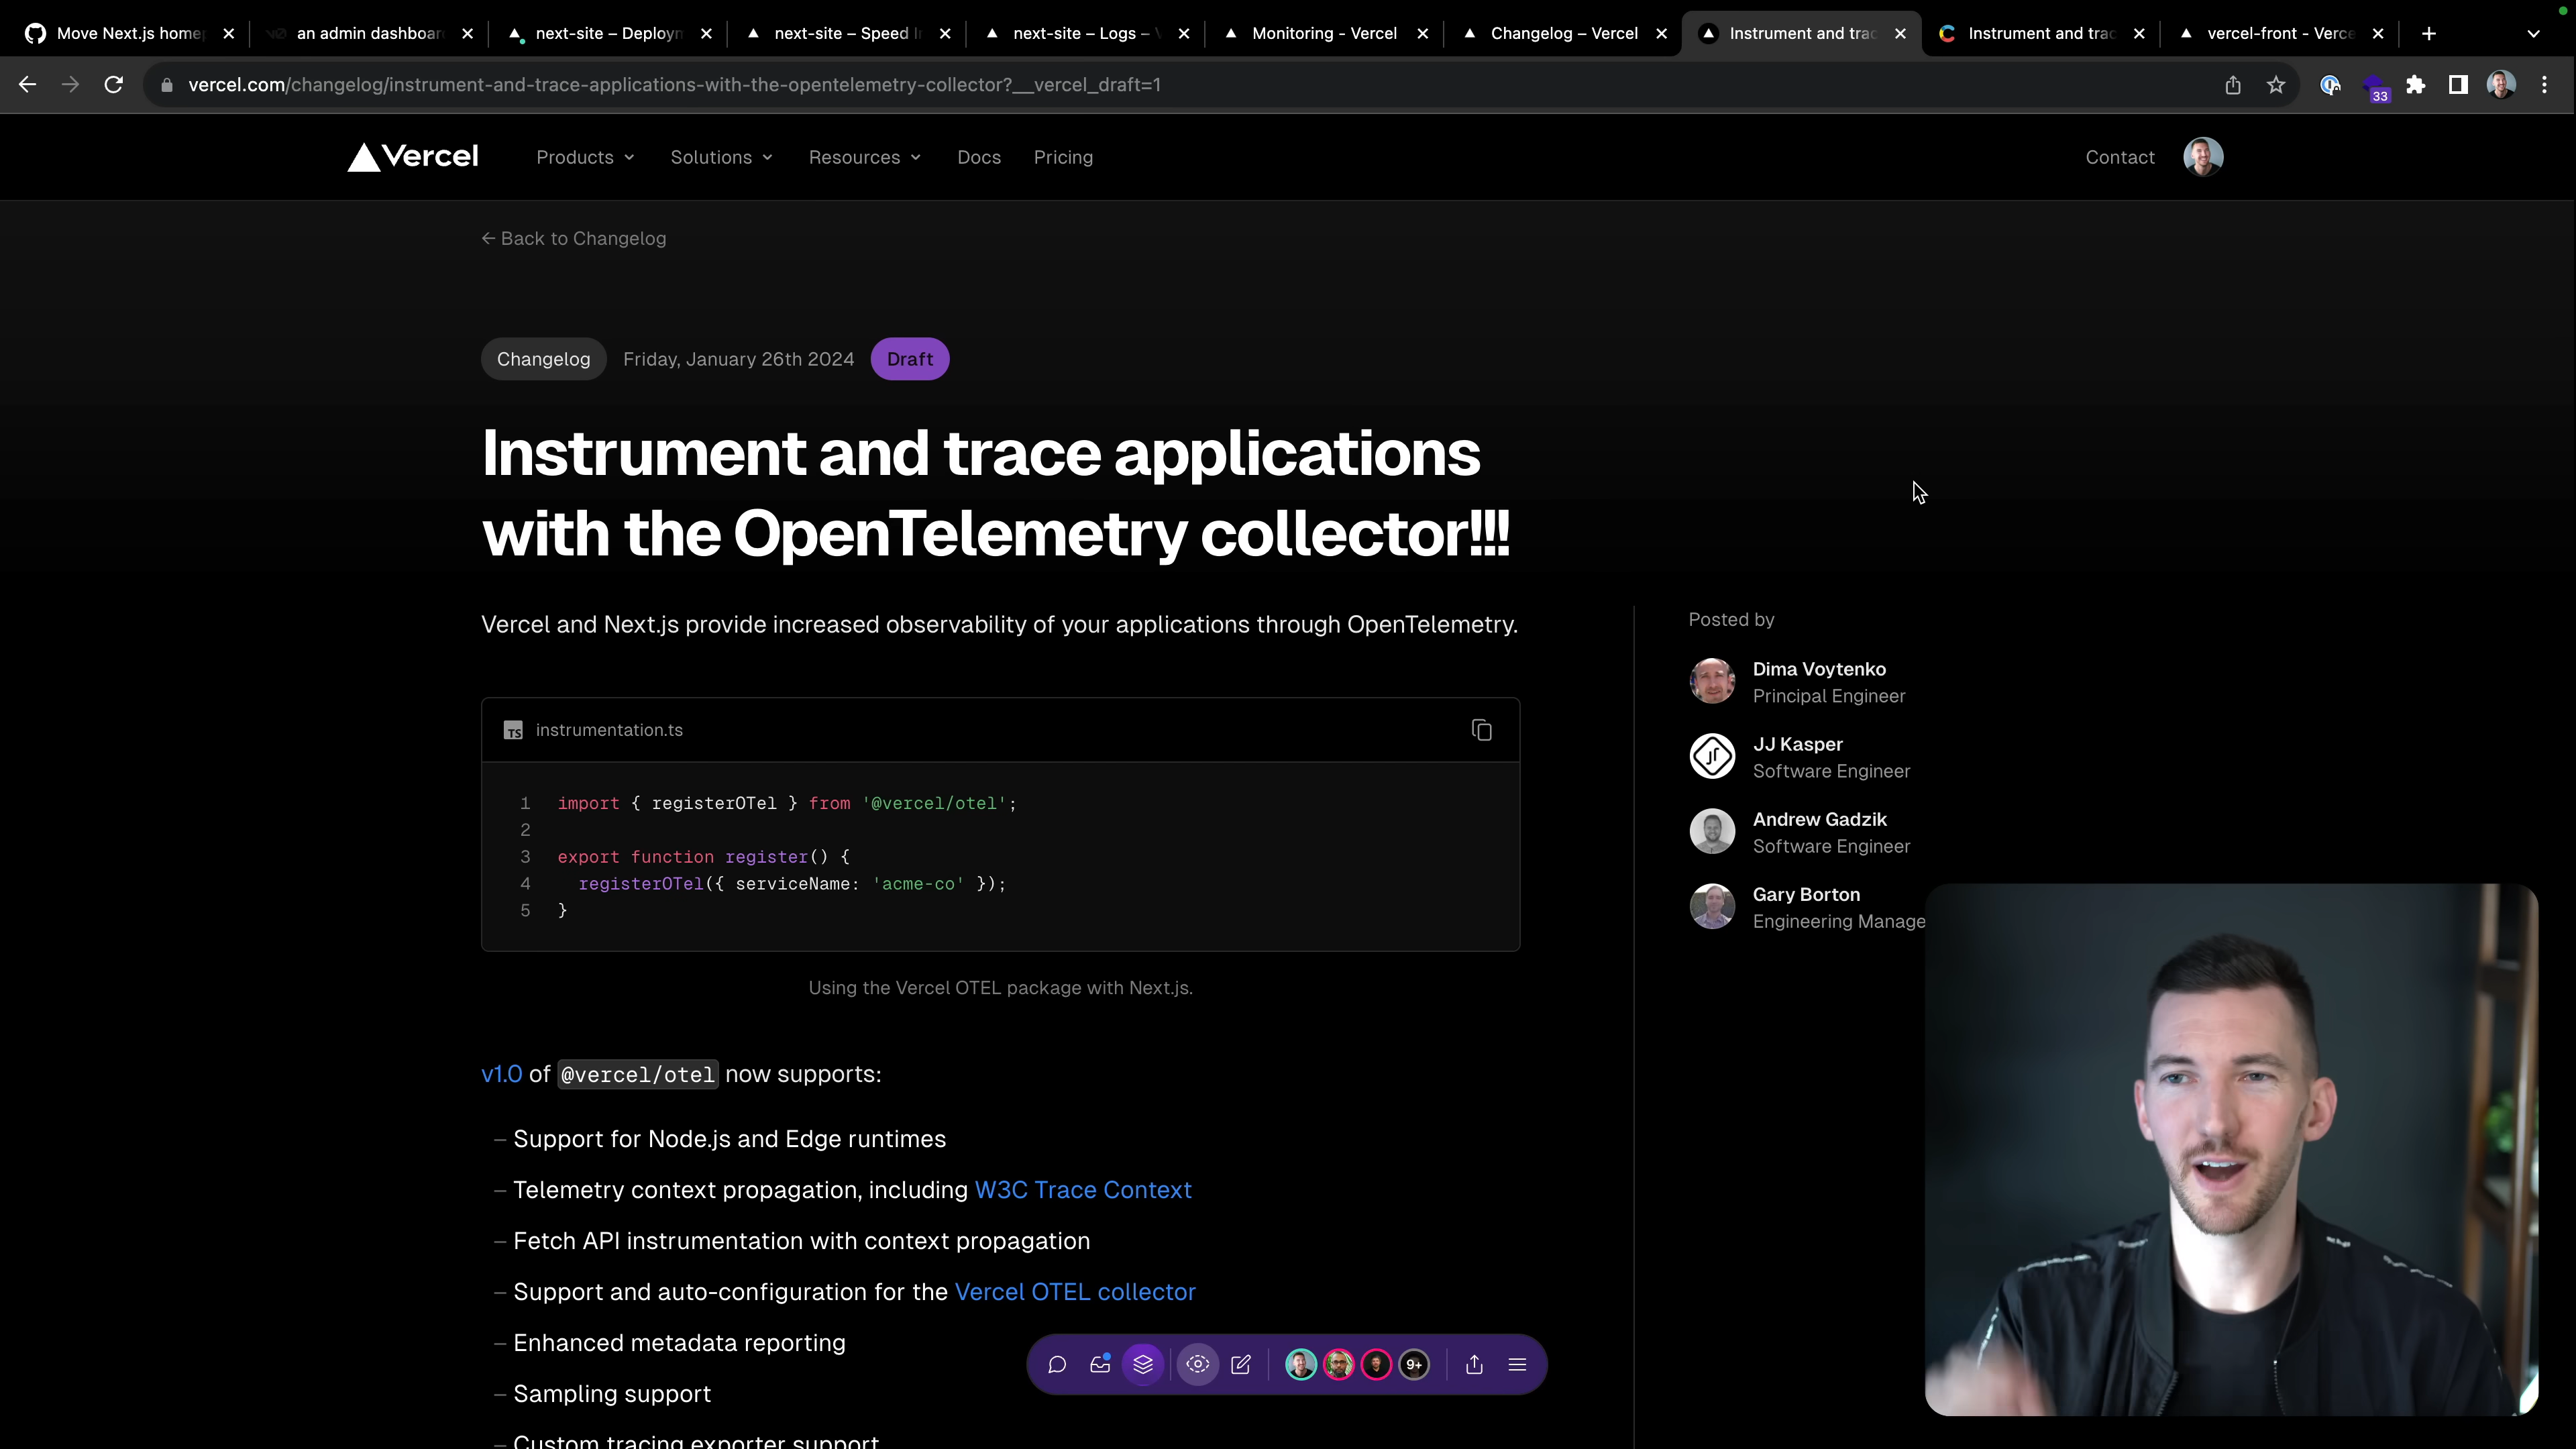 Move Next.js home
an admin dashboar
next-site – Deploy
next-site – Speed I
next-site – Logs –
Monitoring - Vercel
Changelog – Vercel
Instrument and trac
Instrument and trac
vercel-front - Verce
vercel.com/changelog/instrument-and-trace-applications-with-the-opentelemetry-collector?__vercel_draft=1
33
Vercel
Products
Solutions
Resources
Docs
Pricing
Contact
← Back to Changelog
Changelog
Friday, January 26th 2024
Draft
Instrument and trace applications
with the OpenTelemetry collector!!!
Vercel and Next.js provide increased observability of your applications through OpenTelemetry.
TS instrumentation.ts
1 import { registerOTel } from '@vercel/otel';
2
3 export function register() {
4 registerOTel({ serviceName: 'acme-co' });
5 }
Using the Vercel OTEL package with Next.js.
v1.0 of @vercel/otel now supports:
– Support for Node.js and Edge runtimes
– Telemetry context propagation, including W3C Trace Context
– Fetch API instrumentation with context propagation
– Support and auto-configuration for the Vercel OTEL collector
– Enhanced metadata reporting
– Sampling support
– Custom tracing exporter support
Posted by
Dima Voytenko
Principal Engineer
JJ Kasper
Software Engineer
Andrew Gadzik
Software Engineer
Gary Borton
Engineering Manage
9+